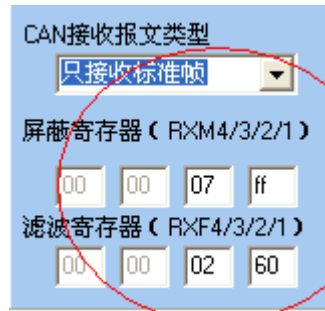 CAN接收报文类型
只接收标准帧
屏蔽寄存器（RXM4/3/2/1）
00 00 07 ff
滤波寄存器（RXF4/3/2/1）
00 00 02 60